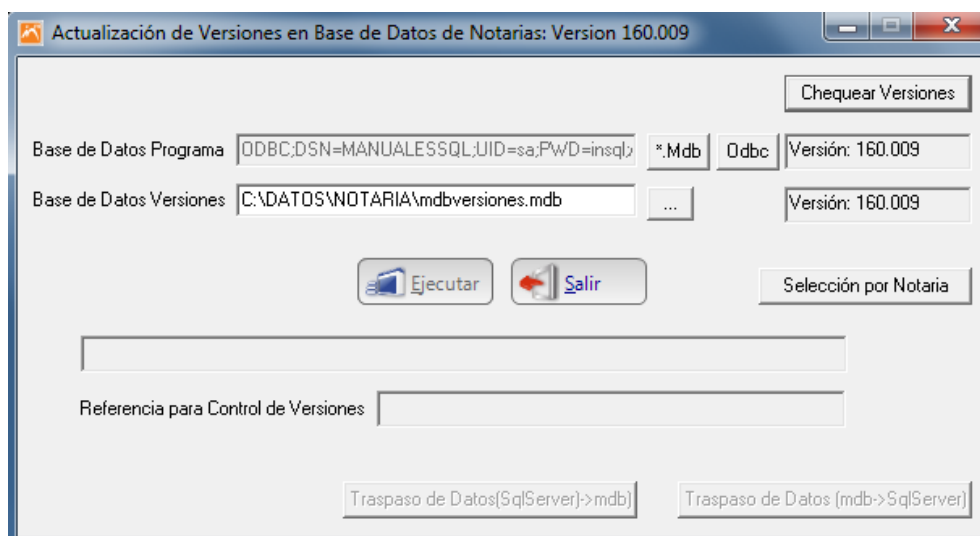 Actualización de Versiones en Base de Datos de Notarias: Version 160.009
Chequear Versiones
Base de Datos Programa ODBC;DSN=MANUALESSQL;UID=sa;PWD=insql; *.Mdb Odbc Versión: 160.009
Base de Datos Versiones C:\DATOS\NOTARIA\mdbversiones.mdb ... Versión: 160.009
Ejecutar Salir Selección por Notaria
Referencia para Control de Versiones
Traspaso de Datos(SqlServer)->mdb) Traspaso de Datos (mdb->SqlServer)